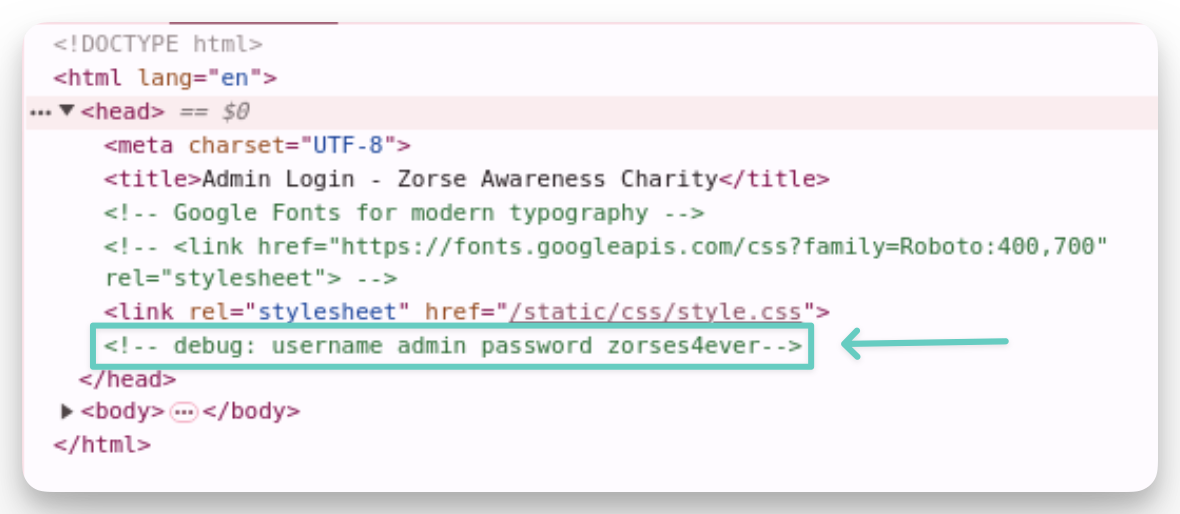 <!DOCTYPE html>
<html lang="en">
••• ▼ <head> == $0
<meta charset="UTF-8">
<title>Admin Login - Zorse Awareness Charity</title>
<!-- Google Fonts for modern typography -->
<!-- <link href="https://fonts.googleapis.com/css?family=Roboto:400,700"
rel="stylesheet"> -->
<link rel="stylesheet" href="/static/css/style.css">
<!-- debug: username admin password zorses4ever-->
</head>
▶ <body> ••• </body>
</html>